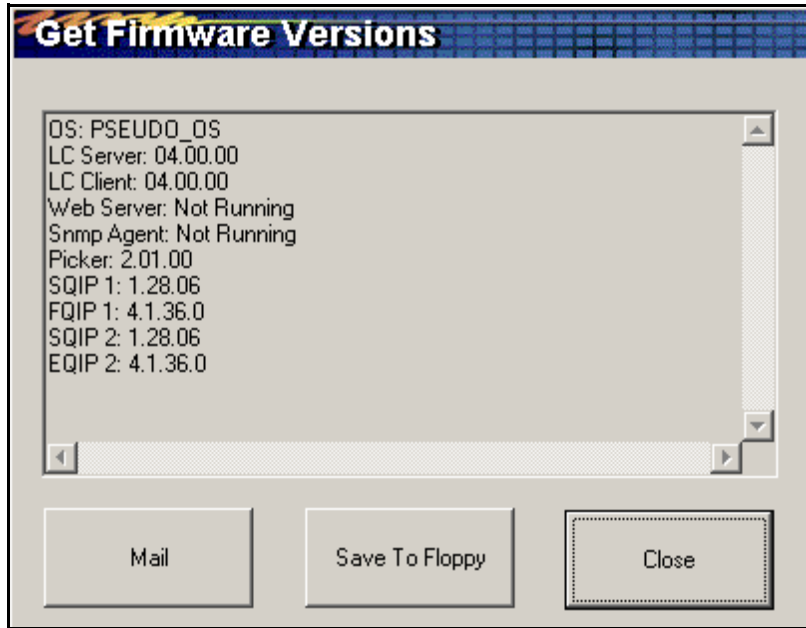 Get Firmware Versions
OS: PSEUDO_OS
LC Server: 04.00.00
LC Client: 04.00.00
Web Server: Not Running
Snmp Agent: Not Running
Picker: 2.01.00
SQIP 1: 1.28.06
FQIP 1: 4.1.36.0
SQIP 2: 1.28.06
EQIP 2: 4.1.36.0
Mail
Save To Floppy
Close